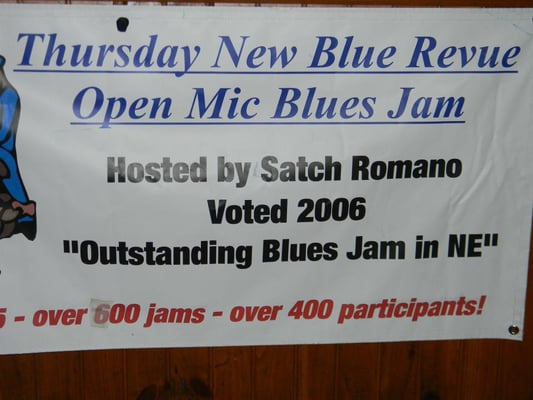 Thursday New Blue Revue
Open Mic Blues Jam
Hosted by Satch Romano
Voted 2006
"Outstanding Blues Jam in NE"
5 - over 600 jams - over 400 participants!